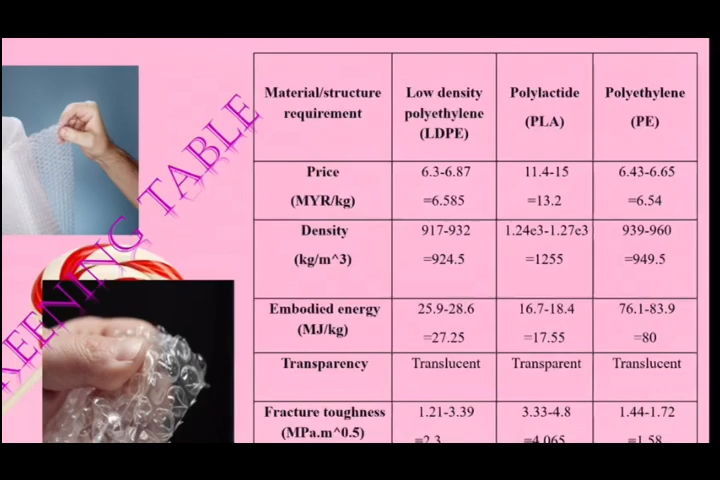 REENING TABLE
Material/structure requirement | Low density polyethylene (LDPE) | Polylactide (PLA) | Polyethylene (PE)
Price (MYR/kg) | 6.3-6.87 =6.585 | 11.4-15 =13.2 | 6.43-6.65 =6.54
Density (kg/m^3) | 917-932 =924.5 | 1.24e3-1.27e3 =1255 | 939-960 =949.5
Embodied energy (MJ/kg) | 25.9-28.6 =27.25 | 16.7-18.4 =17.55 | 76.1-83.9 =80
Transparency | Translucent | Transparent | Translucent
Fracture toughness (MPa.m^0.5) | 1.21-3.39 =2.3 | 3.33-4.8 =4.065 | 1.44-1.72 =1.58